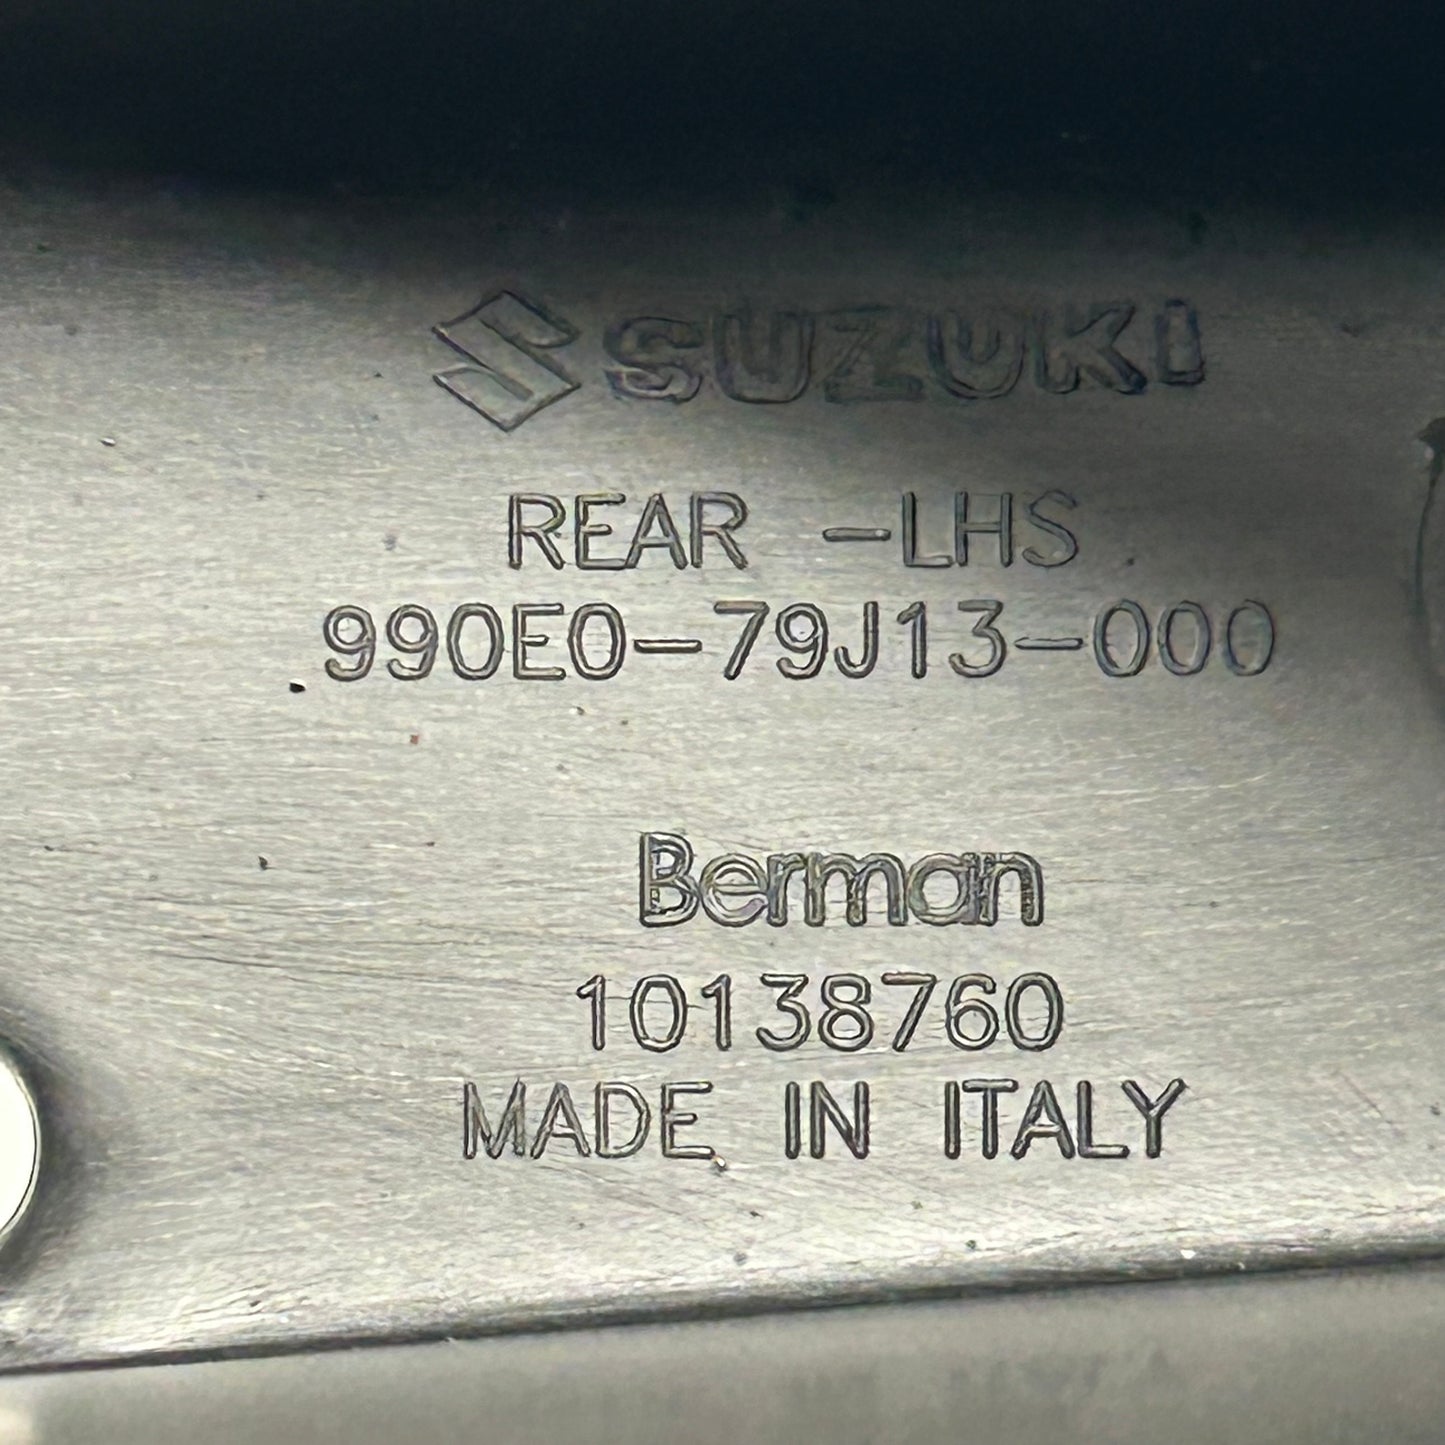 SUZUKI
REAR -LHS
990E0-79J13-000
Berman
10138760
MADE IN ITALY